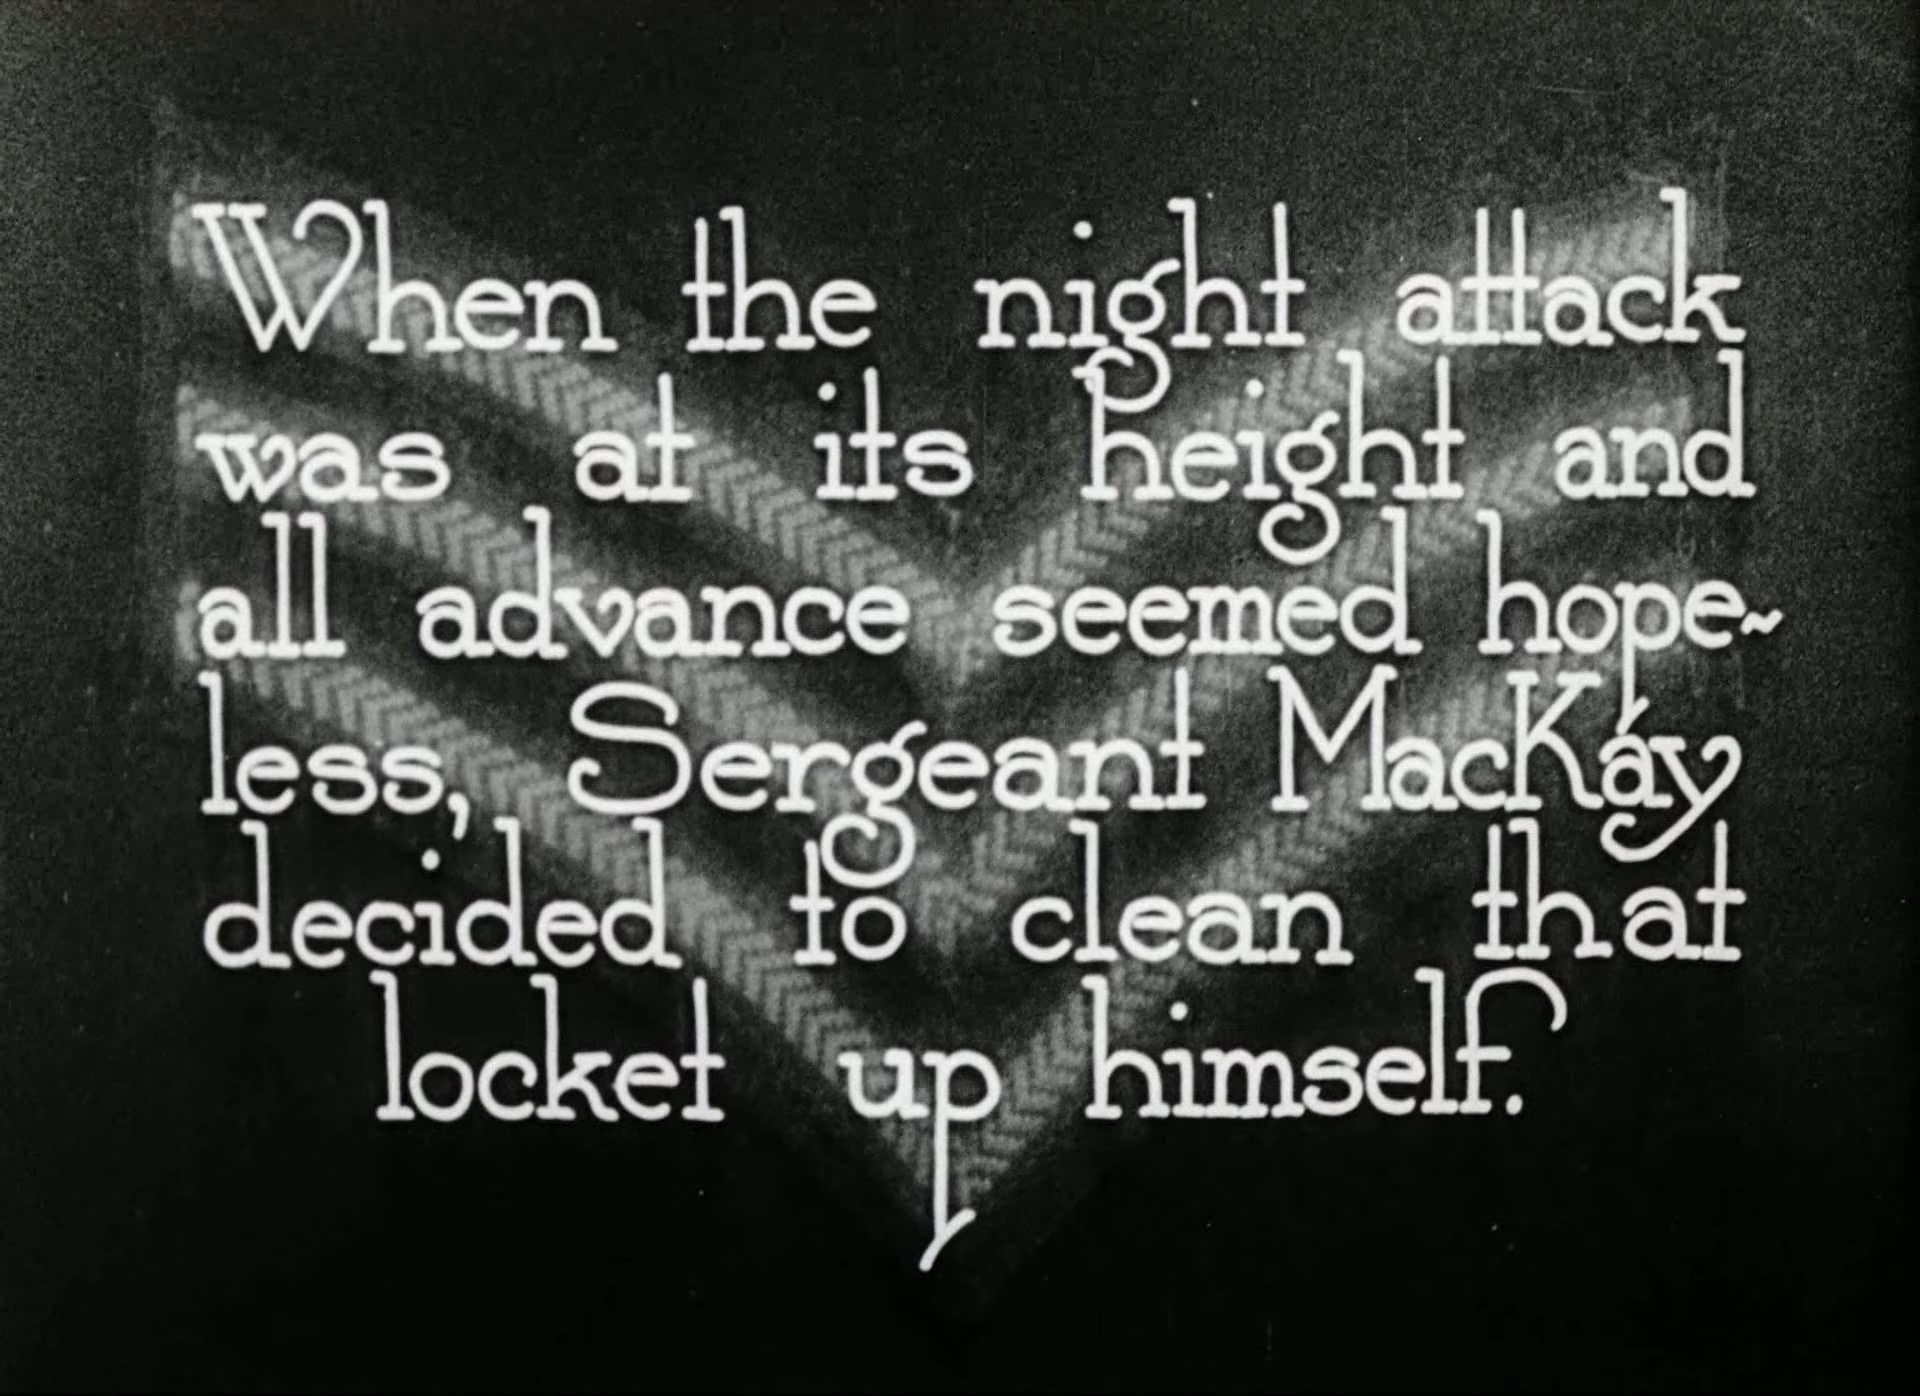 When the night attack
was at its height and
all advance seemed hope~
less, Sergeant MacKay
decided to clean that
locket up himself.